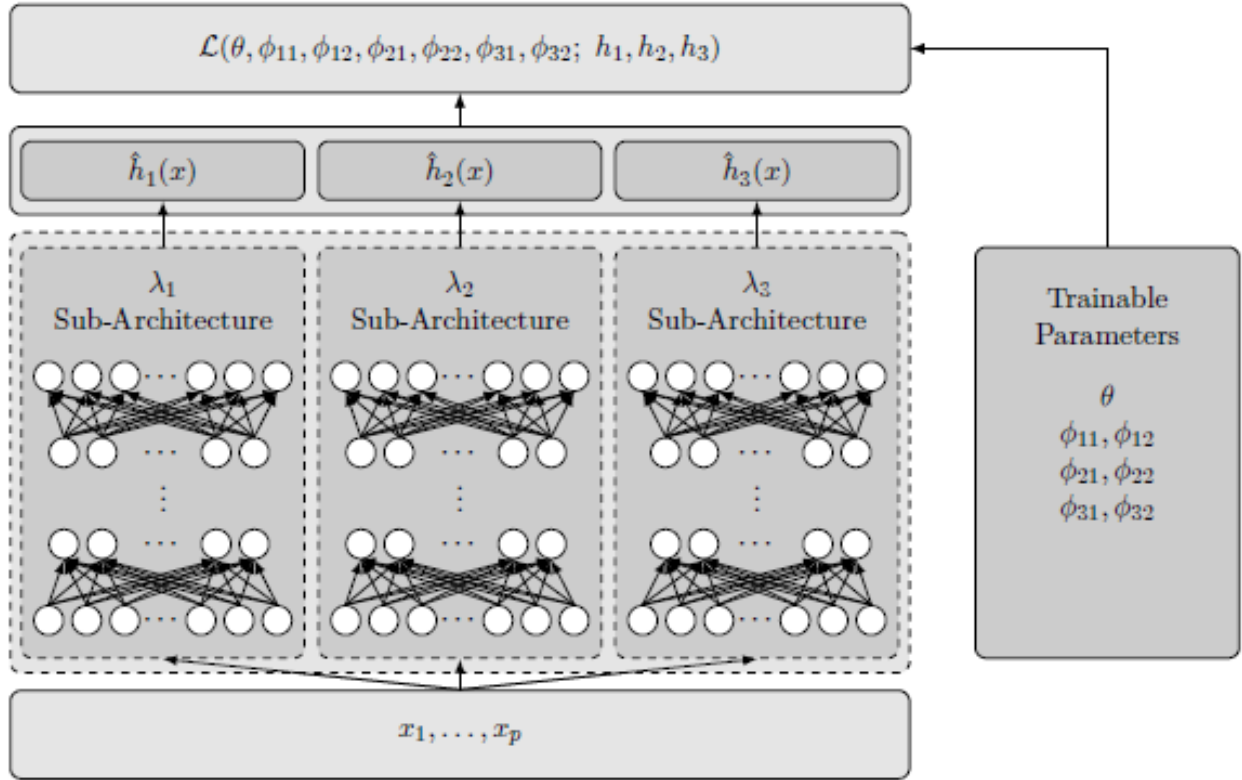 ℒ(θ, ϕ₁₁, ϕ₁₂, ϕ₂₁, ϕ₂₂, ϕ₃₁, ϕ₃₂; h₁, h₂, h₃)
ĥ₁(x) ĥ₂(x) ĥ₃(x)
λ₁
Sub-Architecture
λ₂
Sub-Architecture
λ₃
Sub-Architecture
Trainable
Parameters
θ
ϕ₁₁, ϕ₁₂
ϕ₂₁, ϕ₂₂
ϕ₃₁, ϕ₃₂
x₁, …, xₚ